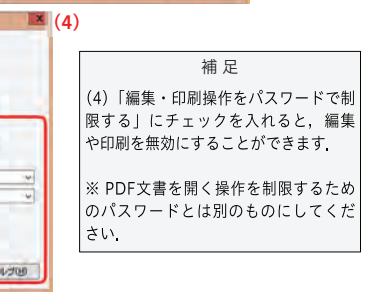 (4)
補 足
(4)「編集・印刷操作をパスワードで制
限する」にチェックを入れると，編集
や印刷を無効にすることができます．
※ PDF文書を開く操作を制限するため
のパスワードとは別のものにしてくだ
さい．
ルプ(H)